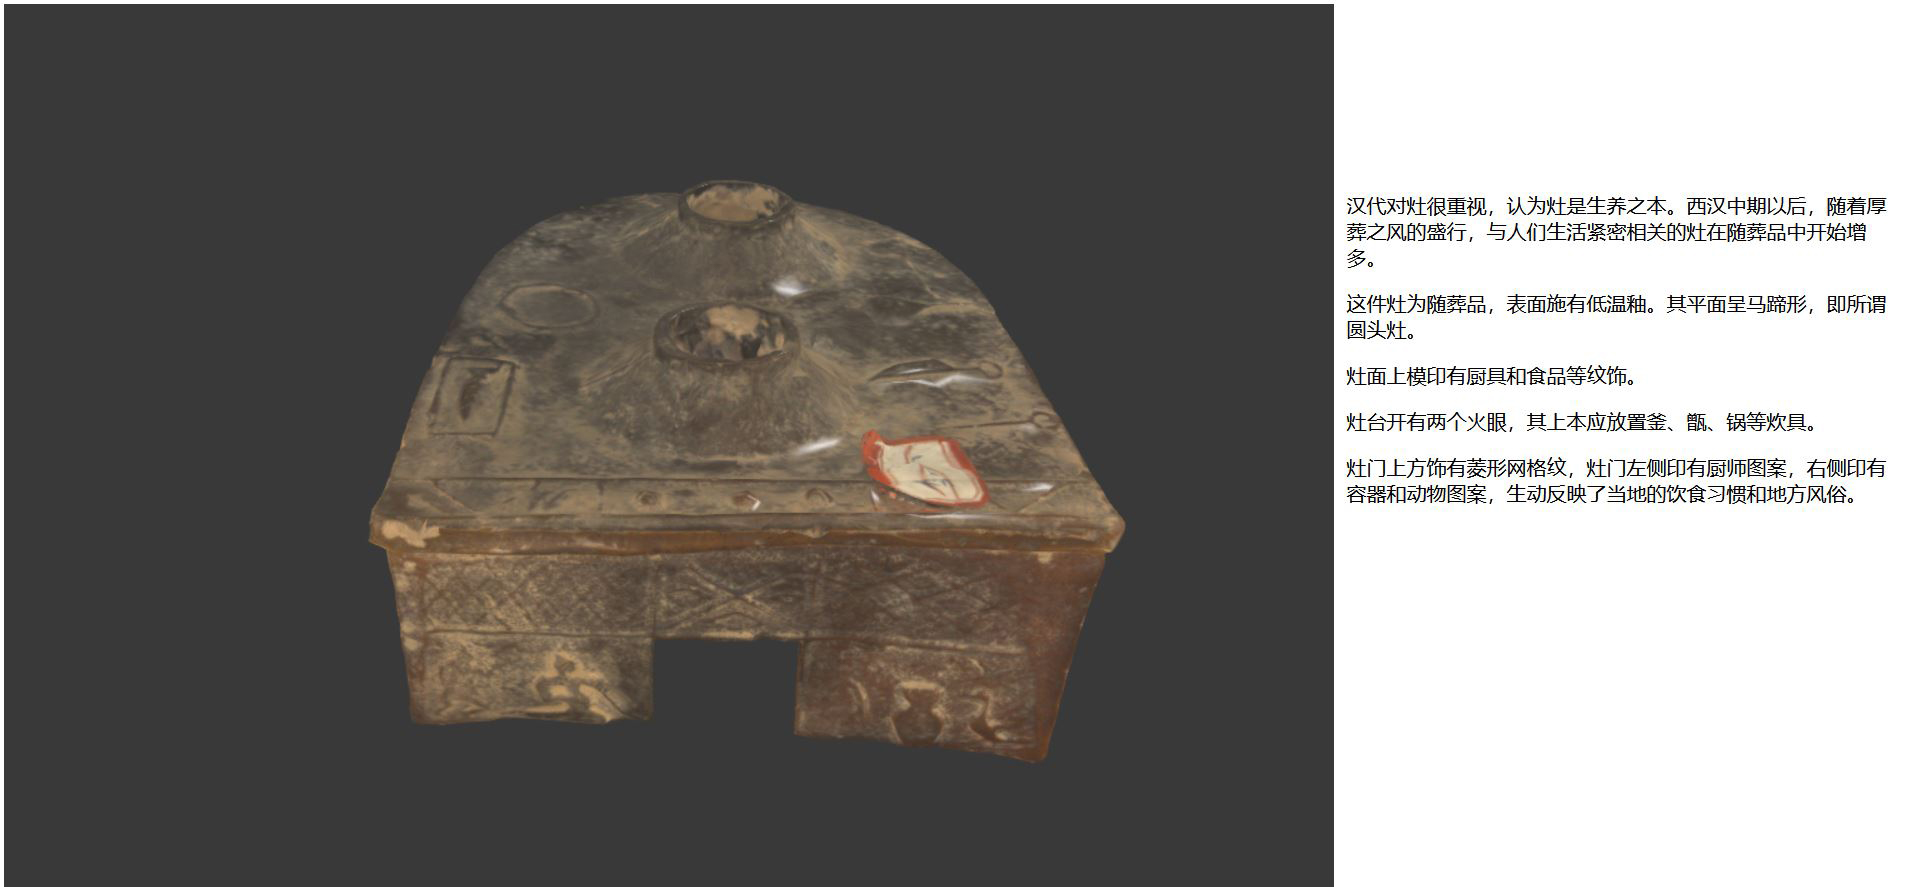 汉代对灶很重视，认为灶是生养之本。西汉中期以后，随着厚
葬之风的盛行，与人们生活紧密相关的灶在随葬品中开始增
多。
这件灶为随葬品，表面施有低温釉。其平面呈马蹄形，即所谓
圆头灶。
灶面上模印有厨具和食品等纹饰。
灶台开有两个火眼，其上本应放置釜、甑、锅等炊具。
灶门上方饰有菱形网格纹，灶门左侧印有厨师图案，右侧印有
容器和动物图案，生动反映了当地的饮食习惯和地方风俗。